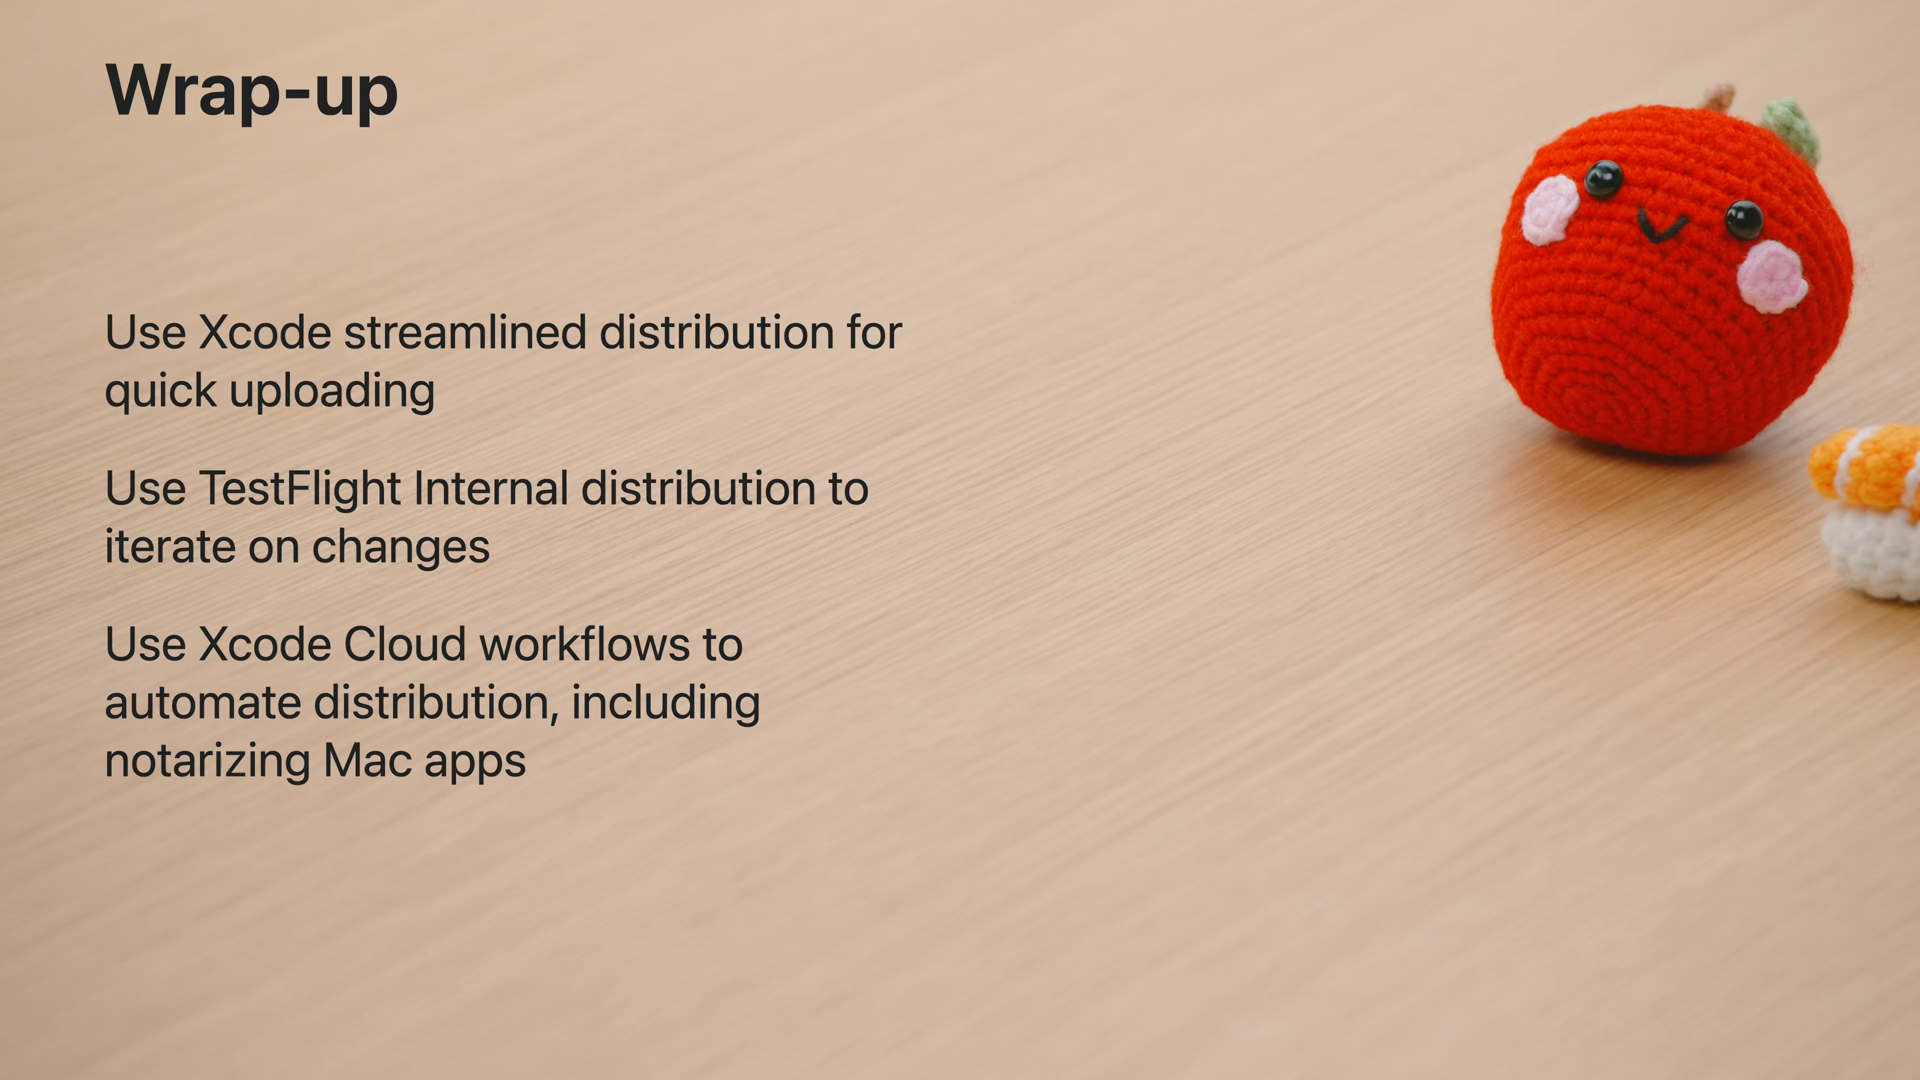 Wrap-up
Use Xcode streamlined distribution for
quick uploading
Use TestFlight Internal distribution to
iterate on changes
Use Xcode Cloud workflows to
automate distribution, including
notarizing Mac apps